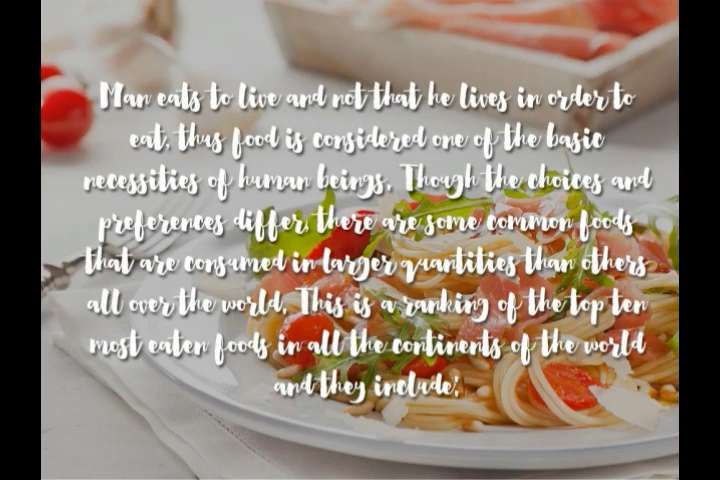 Man eats to live and not that he lives in order to
eat, thus food is considered one of the basic
necessities of human beings. Though the choices and
preferences differ, there are some common foods
that are consumed in larger quantities than others
all over the world. This is a ranking of the top ten
most eaten foods in all the continents of the world
and they include;